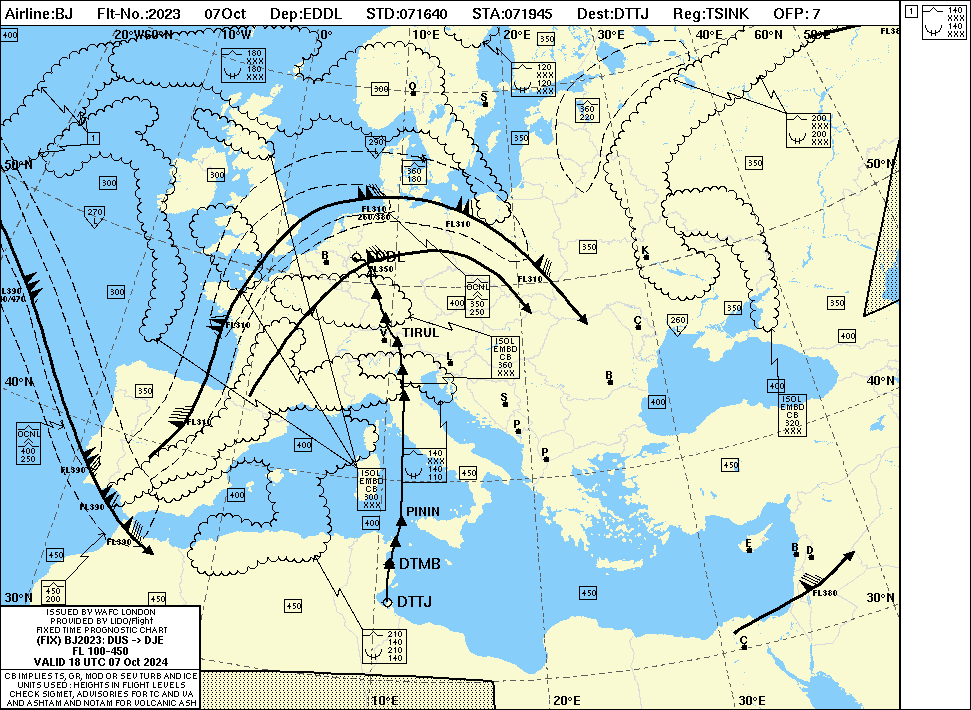 Airline:BJ Flt-No.:2023 07Oct Dep:EDDL STD:071640 STA:071945 Dest:DTTJ Reg:TSINK OFP: 7
1
140
XXX
140
XXX
400
20°W
60°N
10°W
0°
10°E
20°E
350
30°E
40°E
60°N
50°E
FL38
180
XXX
180
XXX
300
O
120
XXX
120
XXX
S
360
220
200
XXX
200
XXX
1
290
350
50°N
300
300
360
180
350
50°N
270
FL310
260/380
FL310
350
K
B
EDDL
FL350
FL310
FL390
300
OCNL
350
250
400
350
350
FL310
V
TIRUL
260
C
400
ISOL
EMBD
CB
360
XXX
L
40°N
350
B
400
40°N
400
ISOL
EMBD
CB
320
XXX
S
FL310
P
OCNL
400
250
400
P
140
XXX
140
110
450
450
FL390
ISOL
EMBD
CB
300
XXX
400
FL390
PININ
400
FL390
E
B
D
450
DTMB
450
200
450
DTTJ
450
FL380
30°N
30°N
210
140
210
140
C
ISSUED BY WAFC LONDON
PROVIDED BY LIDO/Flight
FIXED TIME PROGNOSTIC CHART
(FIX) BJ2023: DUS -> DJE
FL 100-450
VALID 18 UTC 07 Oct 2024
CB IMPLIES TS, GR, MOD OR SEV TURB AND ICE
UNITS USED : HEIGHTS IN FLIGHT LEVELS
CHECK SIGMET, ADVISORIES FOR TC AND VA
AND ASHTAM AND NOTAM FOR VOLCANIC ASH
10°E
20°E
30°E